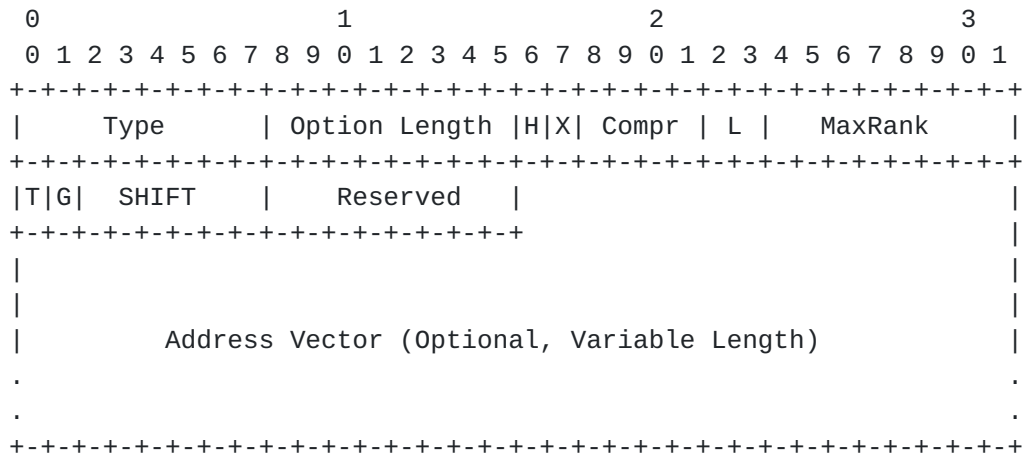 0                   1                   2                   3
 0 1 2 3 4 5 6 7 8 9 0 1 2 3 4 5 6 7 8 9 0 1 2 3 4 5 6 7 8 9 0 1
+-+-+-+-+-+-+-+-+-+-+-+-+-+-+-+-+-+-+-+-+-+-+-+-+-+-+-+-+-+-+-+-+
|     Type      | Option Length |H|X| Compr | L |   MaxRank     |
+-+-+-+-+-+-+-+-+-+-+-+-+-+-+-+-+-+-+-+-+-+-+-+-+-+-+-+-+-+-+-+-+
|T|G|  SHIFT    |    Reserved   |                               |
+-+-+-+-+-+-+-+-+-+-+-+-+-+-+-+-+                               |
|                                                               |
|                                                               |
|         Address Vector (Optional, Variable Length)            |
.                                                               .
.                                                               .
+-+-+-+-+-+-+-+-+-+-+-+-+-+-+-+-+-+-+-+-+-+-+-+-+-+-+-+-+-+-+-+-+